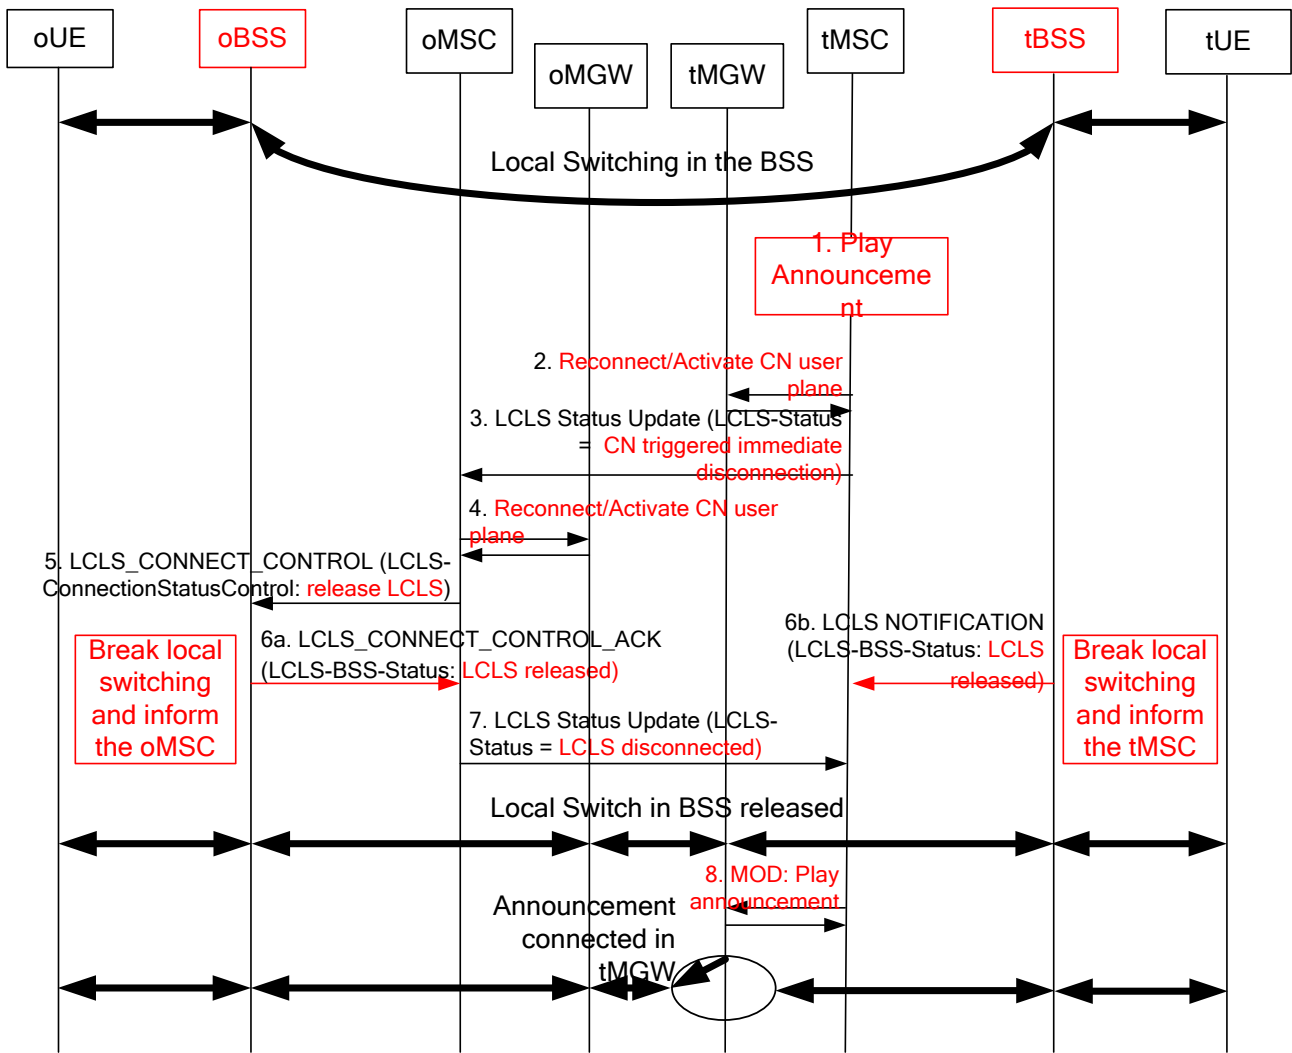 oUE
oBSS
oMSC
oMGW
tMGW
tMSC
tBSS
tUE
Local Switching in the BSS
1. Play
Announceme
nt
2. Reconnect/Activate CN user
plane
3. LCLS Status Update (LCLS-Status
= CN triggered immediate
disconnection)
4. Reconnect/Activate CN user
plane
5. LCLS_CONNECT_CONTROL (LCLS-
ConnectionStatusControl: release LCLS)
Break local
switching
and inform
the oMSC
6a. LCLS_CONNECT_CONTROL_ACK
(LCLS-BSS-Status: LCLS released)
6b. LCLS NOTIFICATION
(LCLS-BSS-Status: LCLS
released)
Break local
switching
and inform
the tMSC
7. LCLS Status Update (LCLS-
Status = LCLS disconnected)
Local Switch in BSS released
8. MOD: Play
announcement
Announcement
connected in
tMGW